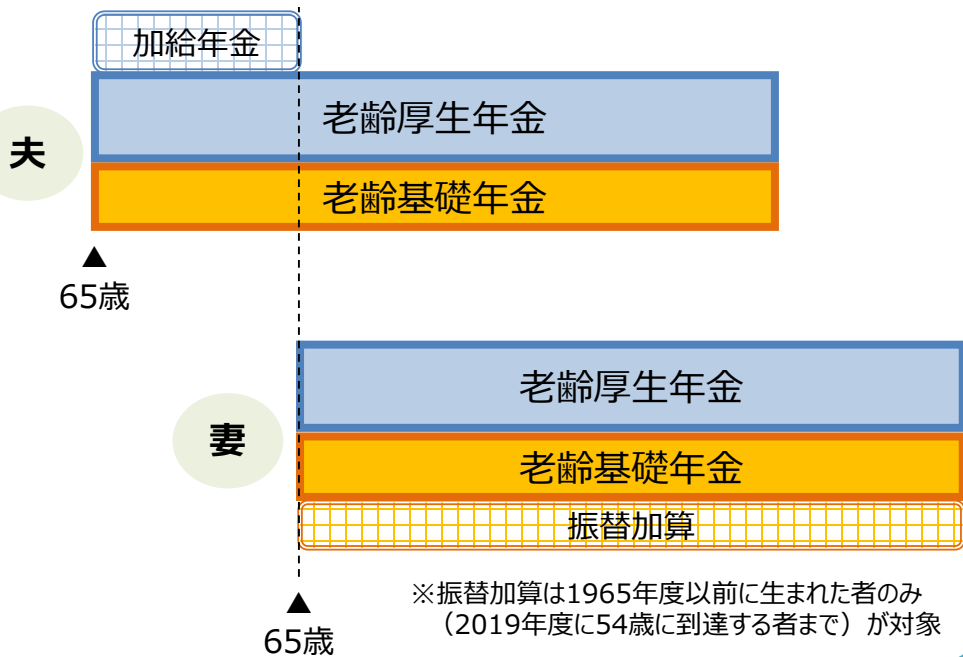 加給年金
老齢厚生年金
夫
老齢基礎年金
▲
65歳
老齢厚生年金
妻
老齢基礎年金
振替加算
※振替加算は1965年度以前に生まれた者のみ
（2019年度に54歳に到達する者まで）が対象
▲
65歳